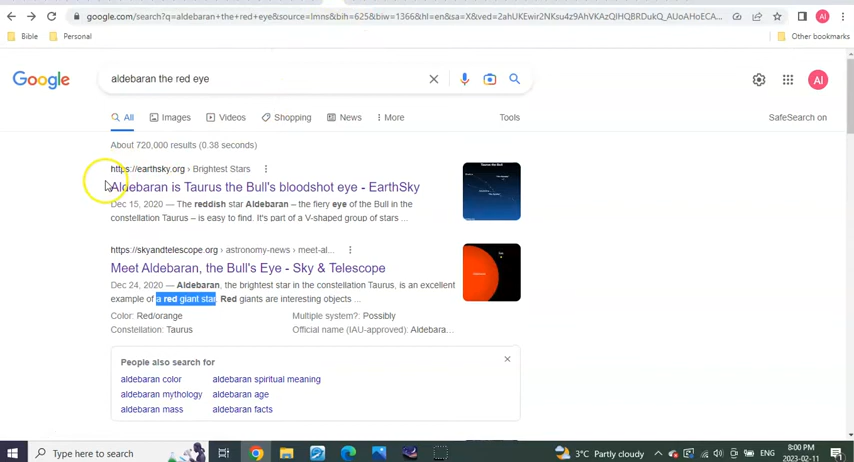 google.com/search?q=aldebaran+the+red+eye&source=lmns&bih=625&biw=1366&hl=en&sa=X&ved=2ahUKEwir2NKsu4z9AhVKAzQIHQBRDUkQ_AUoAHoECA...
AI
Bible
Personal
Other bookmarks
Google
aldebaran the red eye
AI
All
Images
Videos
Shopping
News
More
Tools
SafeSearch on
About 720,000 results (0.38 seconds)
https://earthsky.org › Brightest Stars
Aldebaran is Taurus the Bull's bloodshot eye - EarthSky
Dec 15, 2020 — The reddish star Aldebaran – the fiery eye of the Bull in the
constellation Taurus – is easy to find. It's part of a V-shaped group of stars ...
https://skyandtelescope.org › astronomy-news › meet-al...
Meet Aldebaran, the Bull's Eye - Sky & Telescope
Dec 24, 2020 — Aldebaran, the brightest star in the constellation Taurus, is an excellent
example of a red giant star. Red giants are interesting objects ...
Color: Red/orange
Multiple system?: Possibly
Constellation: Taurus
Official name (IAU-approved): Aldebara...
People also search for
aldebaran color
aldebaran spiritual meaning
aldebaran mythology
aldebaran age
aldebaran mass
aldebaran facts
Type here to search
3°C Partly cloudy
ENG
8:00 PM
2023-02-11